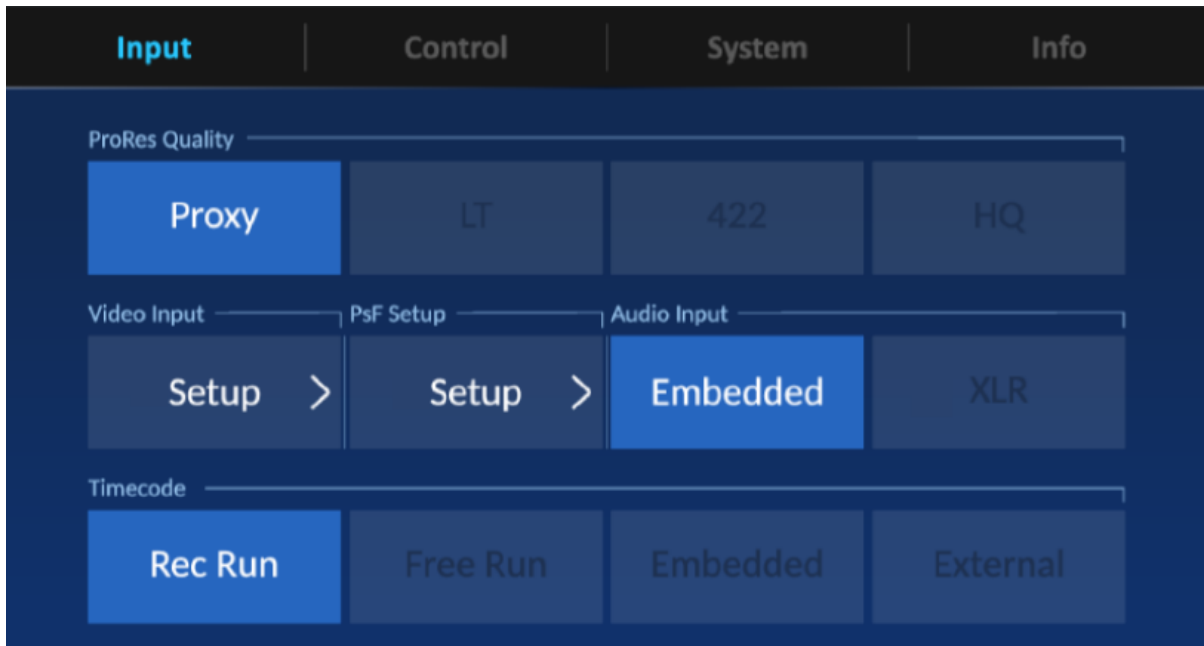 Input Control System Info
ProRes Quality
Proxy LT 422 HQ
Video Input PsF Setup Audio Input
Setup > Setup > Embedded XLR
Timecode
Rec Run Free Run Embedded External